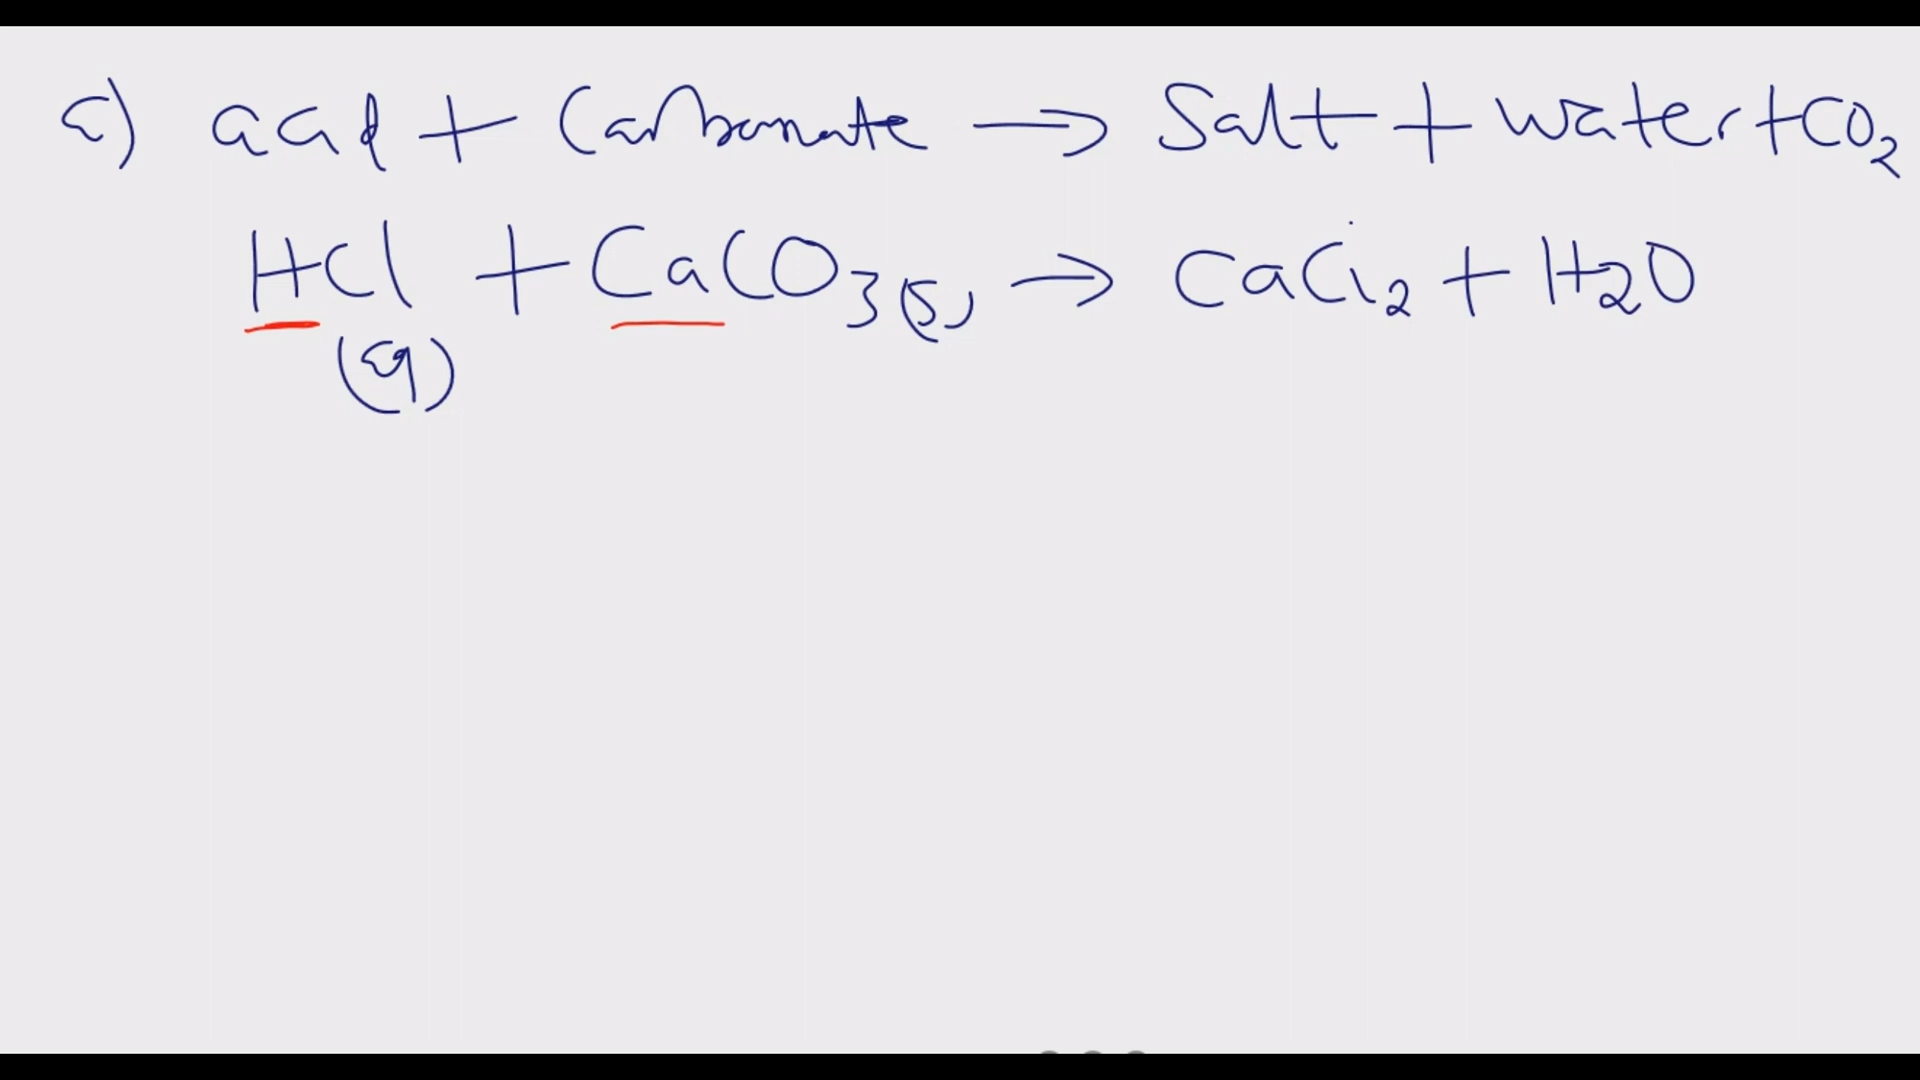 a) acid + Carbonate → Salt + water + CO₂
HCl + CaCO₃(s) → CaCl₂ + H₂O
(aq)